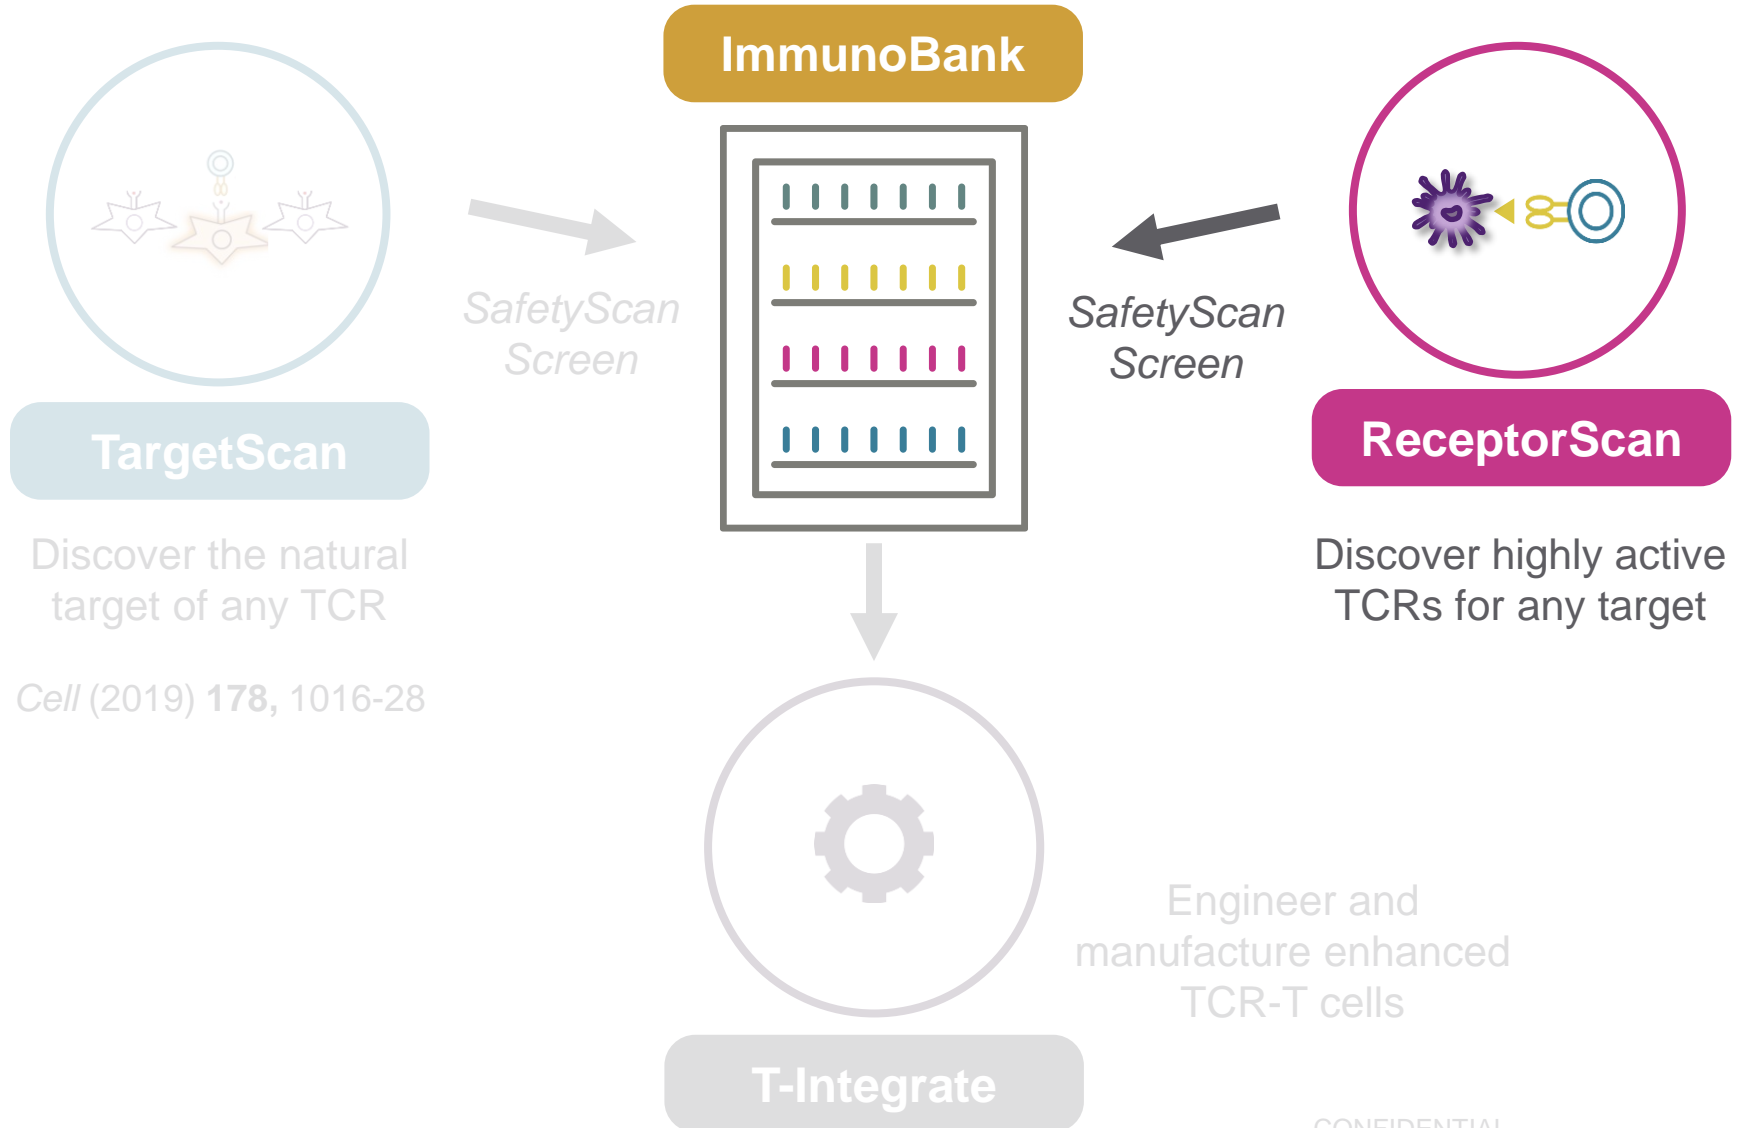 ImmunoBank
SafetyScan
Screen
SafetyScan
Screen
TargetScan
ReceptorScan
Discover the natural
target of any TCR
Discover highly active
TCRs for any target
Cell (2019) 178, 1016-28
Engineer and
manufacture enhanced
TCR-T cells
T-Integrate
CONFIDENTIAL